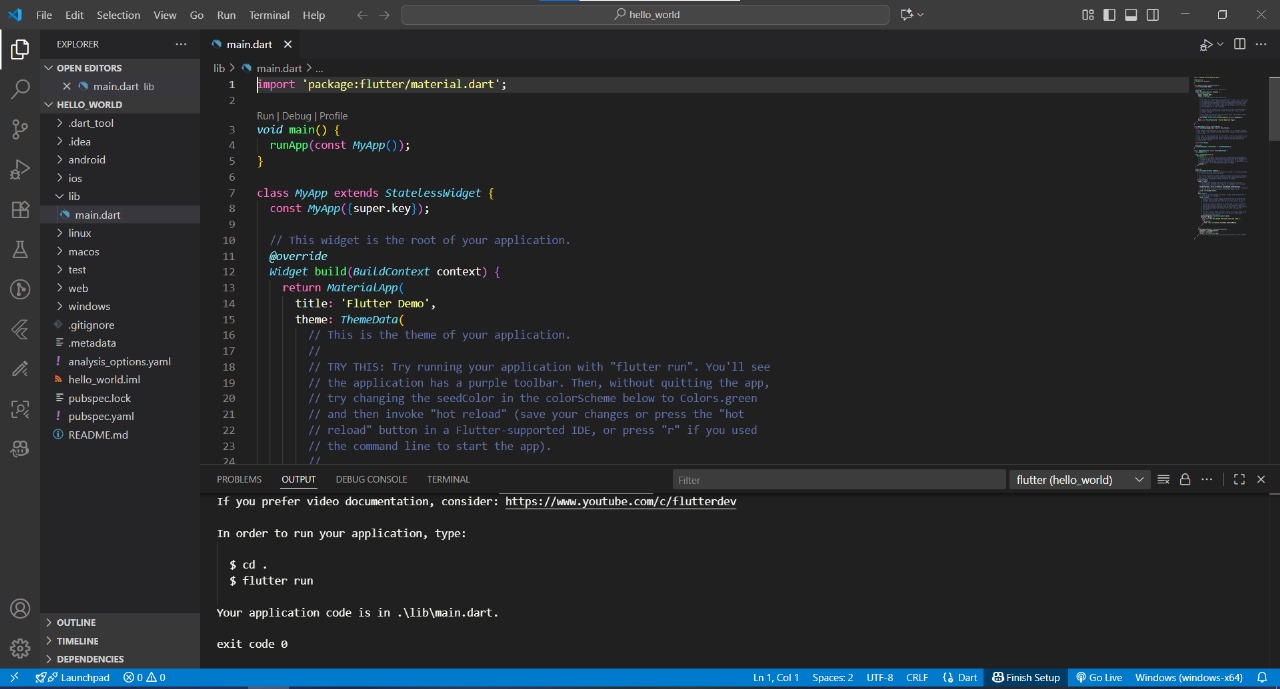 File Edit Selection View Go Run Terminal Help
hello_world
EXPLORER
OPEN EDITORS
main.dart lib
HELLO_WORLD
.dart_tool
.idea
android
ios
lib
main.dart
linux
macos
test
web
windows
.gitignore
.metadata
analysis_options.yaml
hello_world.iml
pubspec.lock
pubspec.yaml
README.md
OUTLINE
TIMELINE
DEPENDENCIES
main.dart
lib > main.dart > ...
1 import 'package:flutter/material.dart';
2
Run | Debug | Profile
3 void main() {
4 runApp(const MyApp());
5 }
6
7 class MyApp extends StatelessWidget {
8 const MyApp({super.key});
9
10 // This widget is the root of your application.
11 @override
12 Widget build(BuildContext context) {
13 return MaterialApp(
14 title: 'Flutter Demo',
15 theme: ThemeData(
16 // This is the theme of your application.
17 //
18 // TRY THIS: Try running your application with "flutter run". You'll see
19 // the application has a purple toolbar. Then, without quitting the app,
20 // try changing the seedColor in the colorScheme below to Colors.green
21 // and then invoke "hot reload" (save your changes or press the "hot
22 // reload" button in a Flutter-supported IDE, or press "r" if you used
23 // the command line to start the app).
24 //
PROBLEMS OUTPUT DEBUG CONSOLE TERMINAL
Filter
flutter (hello_world)
If you prefer video documentation, consider: https://www.youtube.com/c/flutterdev
In order to run your application, type:
$ cd .
$ flutter run
Your application code is in .\lib\main.dart.
exit code 0
Launchpad 0 0
Ln 1, Col 1 Spaces: 2 UTF-8 CRLF Dart Finish Setup Go Live Windows (windows-x64)